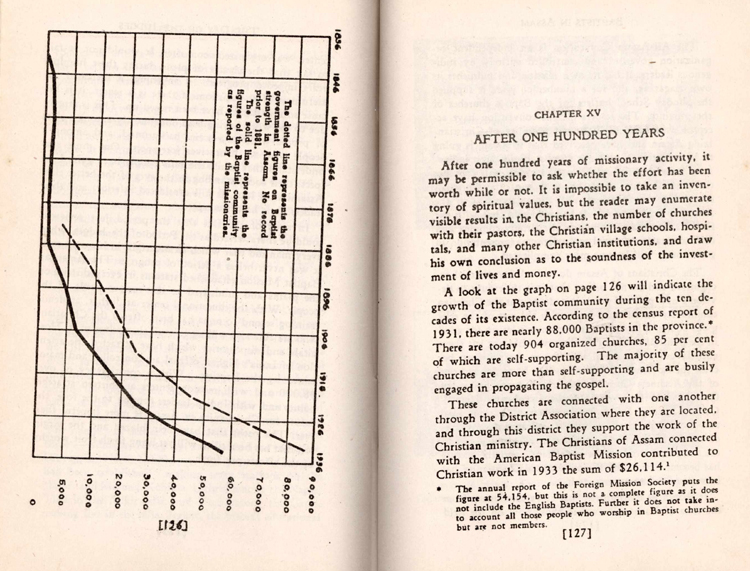 1836
1846
1856
1866
1876
1886
1896
1906
1916
1926
1936
The dotted line represents the
government figures on Baptist
strength in Assam. No record
prior to 1881.
The solid line represents the
figures of the Baptist community
as reported by the missionaries.
90,000
80,000
70,000
60,000
50,000
40,000
30,000
20,000
10,000
5,000
0
[126]
CHAPTER XV
AFTER ONE HUNDRED YEARS
After one hundred years of missionary activity, it
may be permissible to ask whether the effort has been
worth while or not. It is impossible to take an inven-
tory of spiritual values, but the reader may enumerate
visible results in the Christians, the number of churches
with their pastors, the Christian village schools, hospi-
tals, and many other Christian institutions, and draw
his own conclusion as to the soundness of the invest-
ment of lives and money.
A look at the graph on page 126 will indicate the
growth of the Baptist community during the ten de-
cades of its existence. According to the census report of
1931, there are nearly 88,000 Baptists in the province.*
There are today 904 organized churches, 85 per cent
of which are self-supporting. The majority of these
churches are more than self-supporting and are busily
engaged in propagating the gospel.
These churches are connected with one another
through the District Association where they are located,
and through this district they support the work of the
Christian ministry. The Christians of Assam connected
with the American Baptist Mission contributed to
Christian work in 1933 the sum of $26,114.¹
* The annual report of the Foreign Mission Society puts the
figure at 54,154, but this is not a complete figure as it does
not include the English Baptists. Further it does not take in-
to account all those people who worship in Baptist churches
but are not members.
[127]